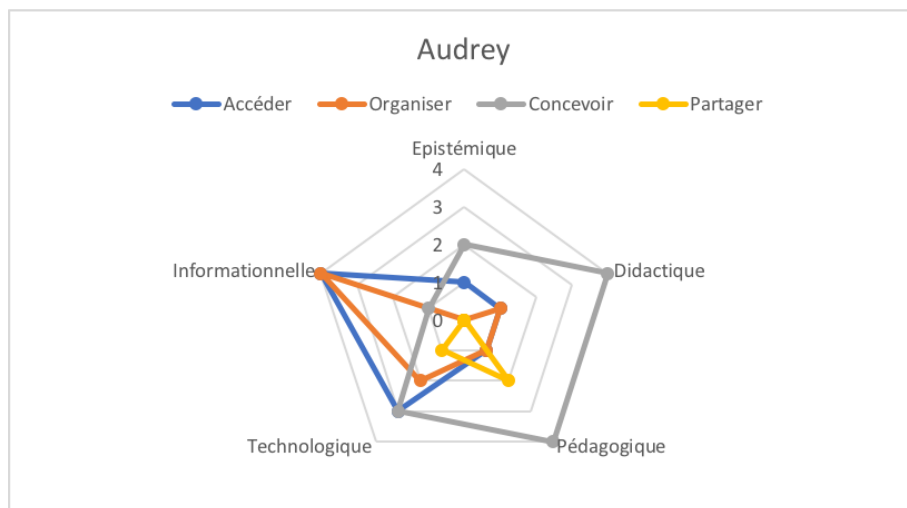 Audrey
Accéder Organiser Concevoir Partager
Epistémique
4
3
2
1
0
Informationnelle
Didactique
Technologique
Pédagogique